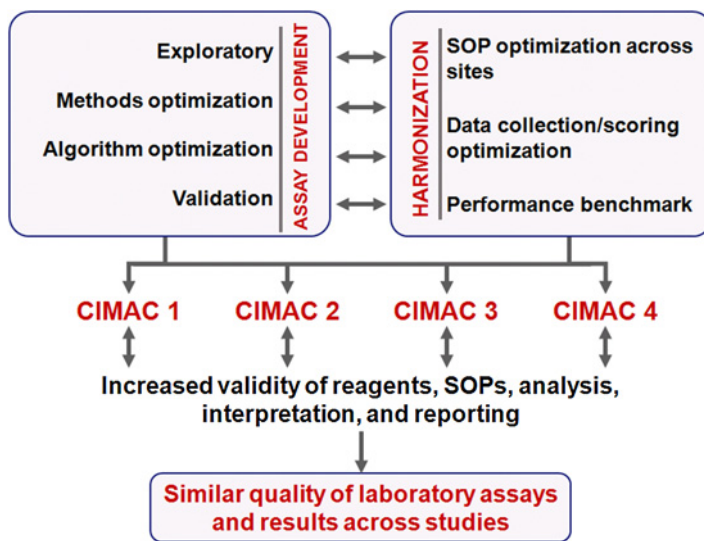 Exploratory
Methods optimization
Algorithm optimization
Validation
ASSAY DEVELOPMENT
HARMONIZATION
SOP optimization across
sites
Data collection/scoring
optimization
Performance benchmark
CIMAC 1
CIMAC 2
CIMAC 3
CIMAC 4
Increased validity of reagents, SOPs, analysis,
interpretation, and reporting
Similar quality of laboratory assays
and results across studies